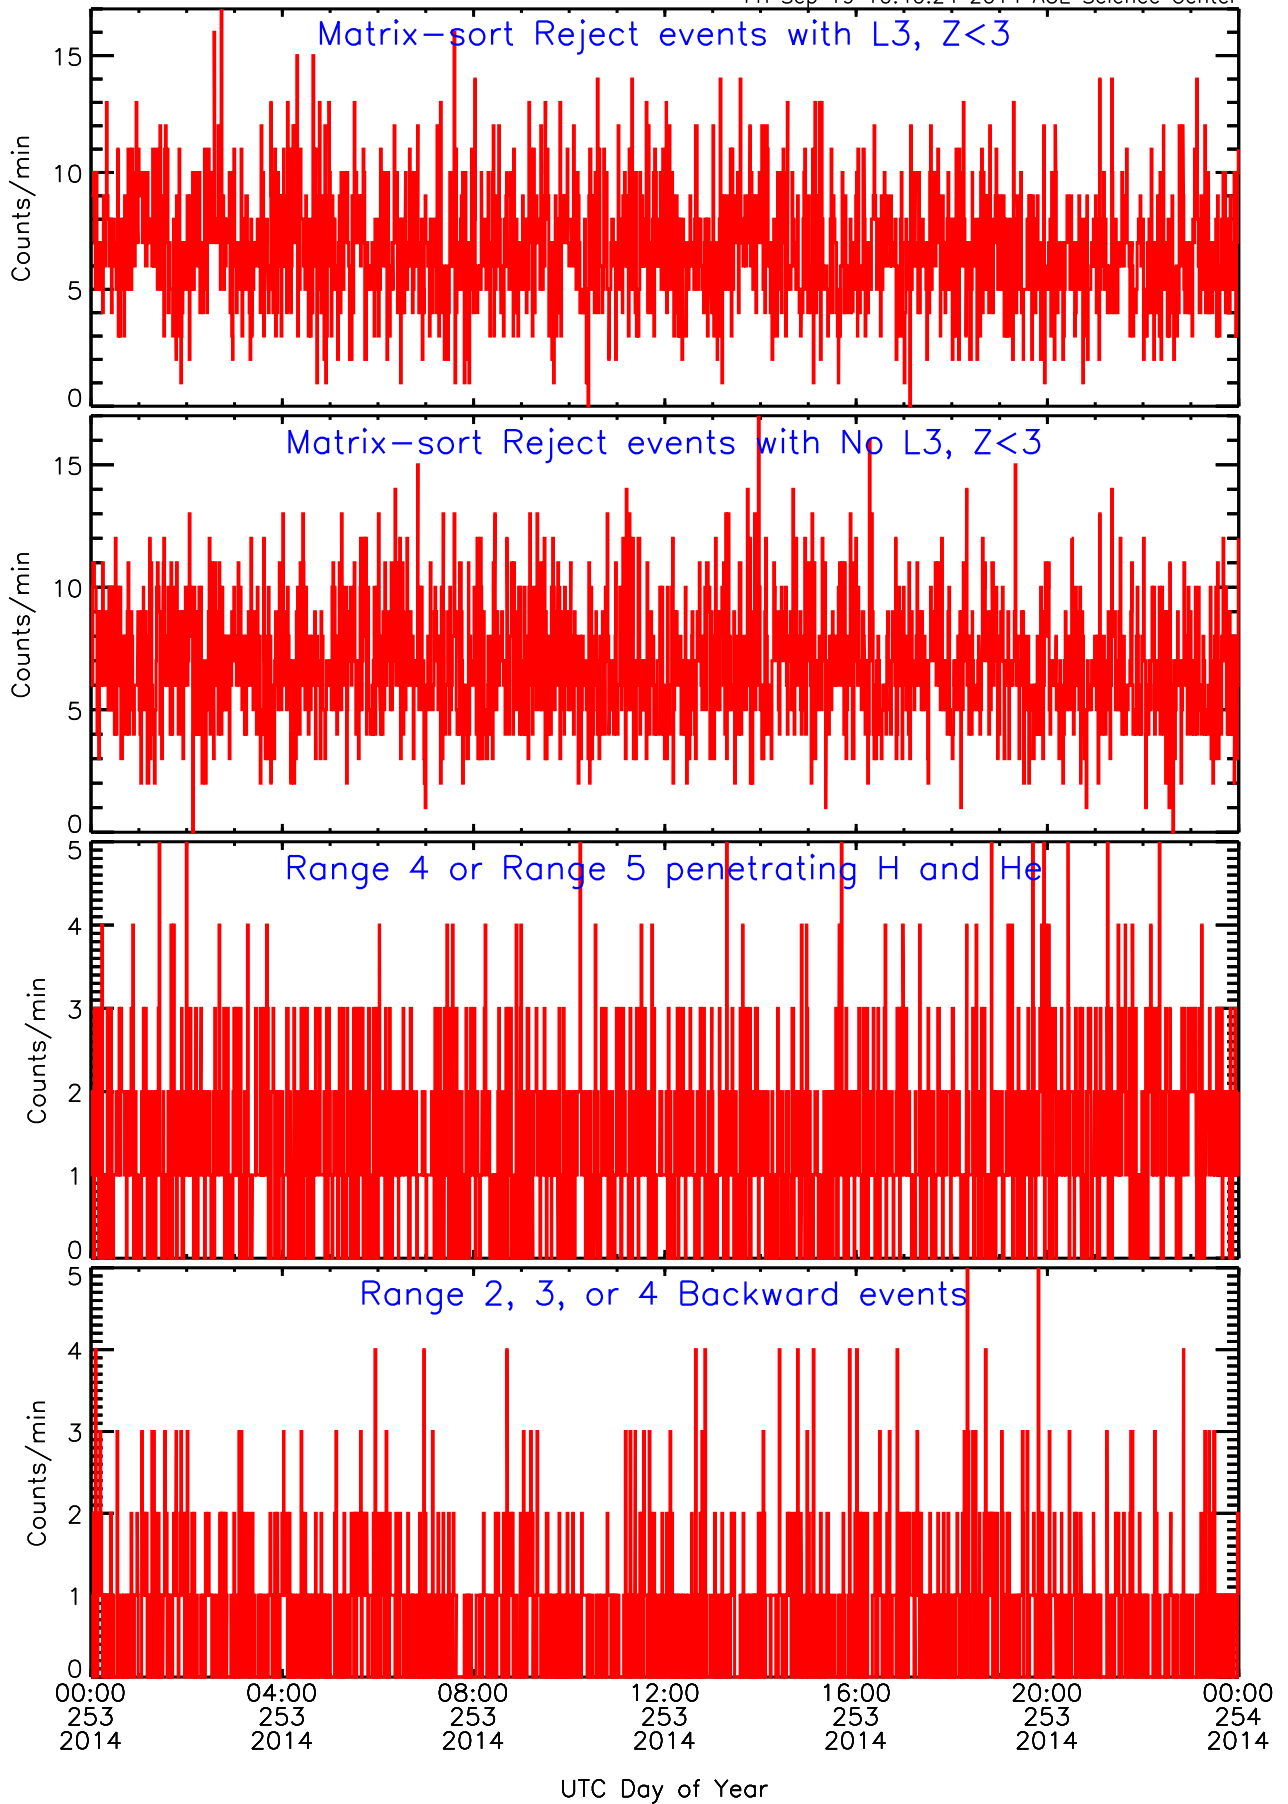 2014 ACE Science Center
Matrix-sort Reject events with L3, Z<3
15
10
5
0
Counts/min
Matrix-sort Reject events with No L3, Z<3
15
10
5
0
Counts/min
Range 4 or Range 5 penetrating H and He
5
4
3
2
1
0
Counts/min
Range 2, 3, or 4 Backward events
5
4
3
2
1
0
Counts/min
00:00 04:00 08:00 12:00 16:00 20:00 00:00
253 253 253 253 253 253 254
2014 2014 2014 2014 2014 2014 2014
UTC Day of Year